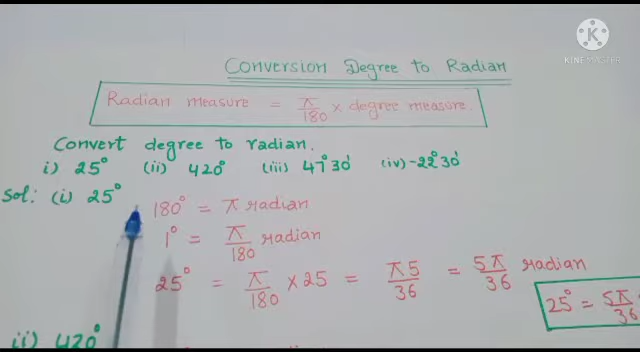 KINEMASTER
Conversion Degree to Radian
Radian measure = π/180 × degree measure.
Convert degree to radian.
i) 25° (ii) 420° (iii) 47°30' (iv) -22°30'
Sol: (i) 25°
180° = π radian
1° = π/180 radian
25° = π/180 × 25 = π5/36 = 5π/36 radian
25° = 5π/36
ii) 420°